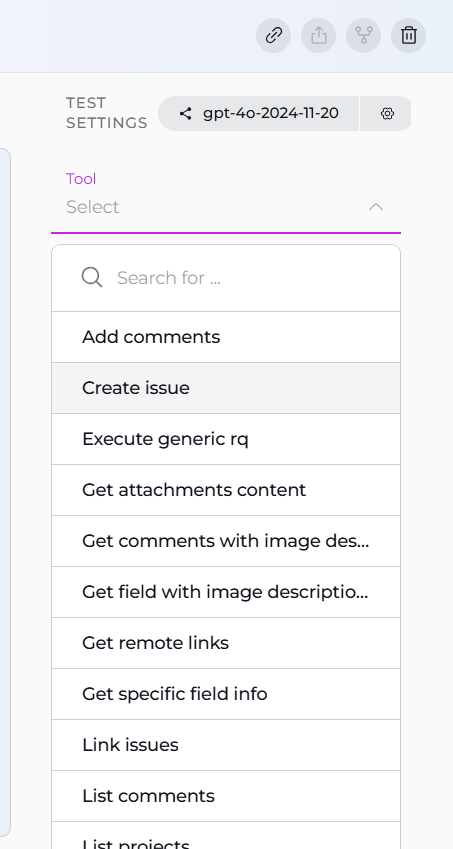 TEST
SETTINGS
gpt-4o-2024-11-20
Tool
Select
Search for ...
Add comments
Create issue
Execute generic rq
Get attachments content
Get comments with image des...
Get field with image descriptio...
Get remote links
Get specific field info
Link issues
List comments
List projects